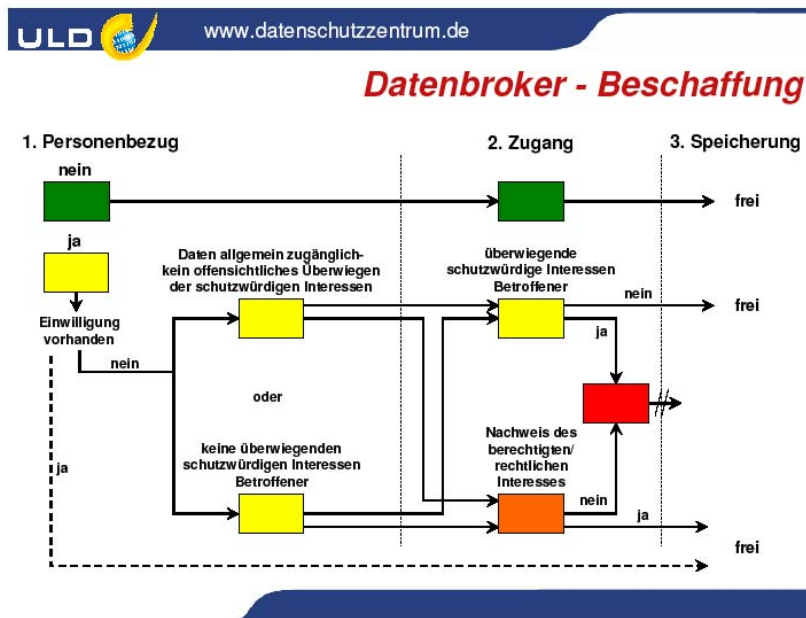 ULD
www.datenschutzzentrum.de
Datenbroker - Beschaffung
1. Personenbezug
2. Zugang
3. Speicherung
nein
frei
ja
Daten allgemein zugänglich-
kein offensichtliches Überwiegen
der schutzwürdigen Interessen
überwiegende
schutzwürdige Interessen
Betroffener
nein
frei
Einwilligung
vorhanden
ja
nein
oder
keine überwiegenden
schutzwürdigen Interessen
Betroffener
Nachweis des
berechtigten/
rechtlichen
Interesses
ja
nein
ja
frei